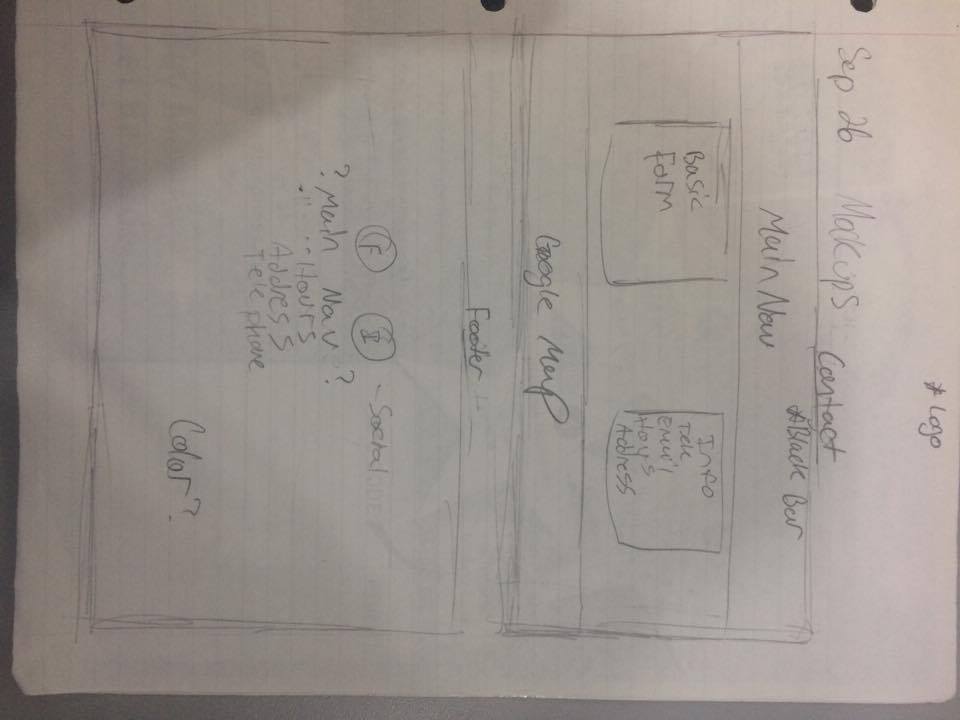 * Logo
Sep 26 Makups Contact
* Black Bar
Main Nav
Basic
Form
Info
Tele
Email
Hours
Address
Google Map
Footer
F I - Social
? Main Nav ?
Hours
Address
Telephone
Color?